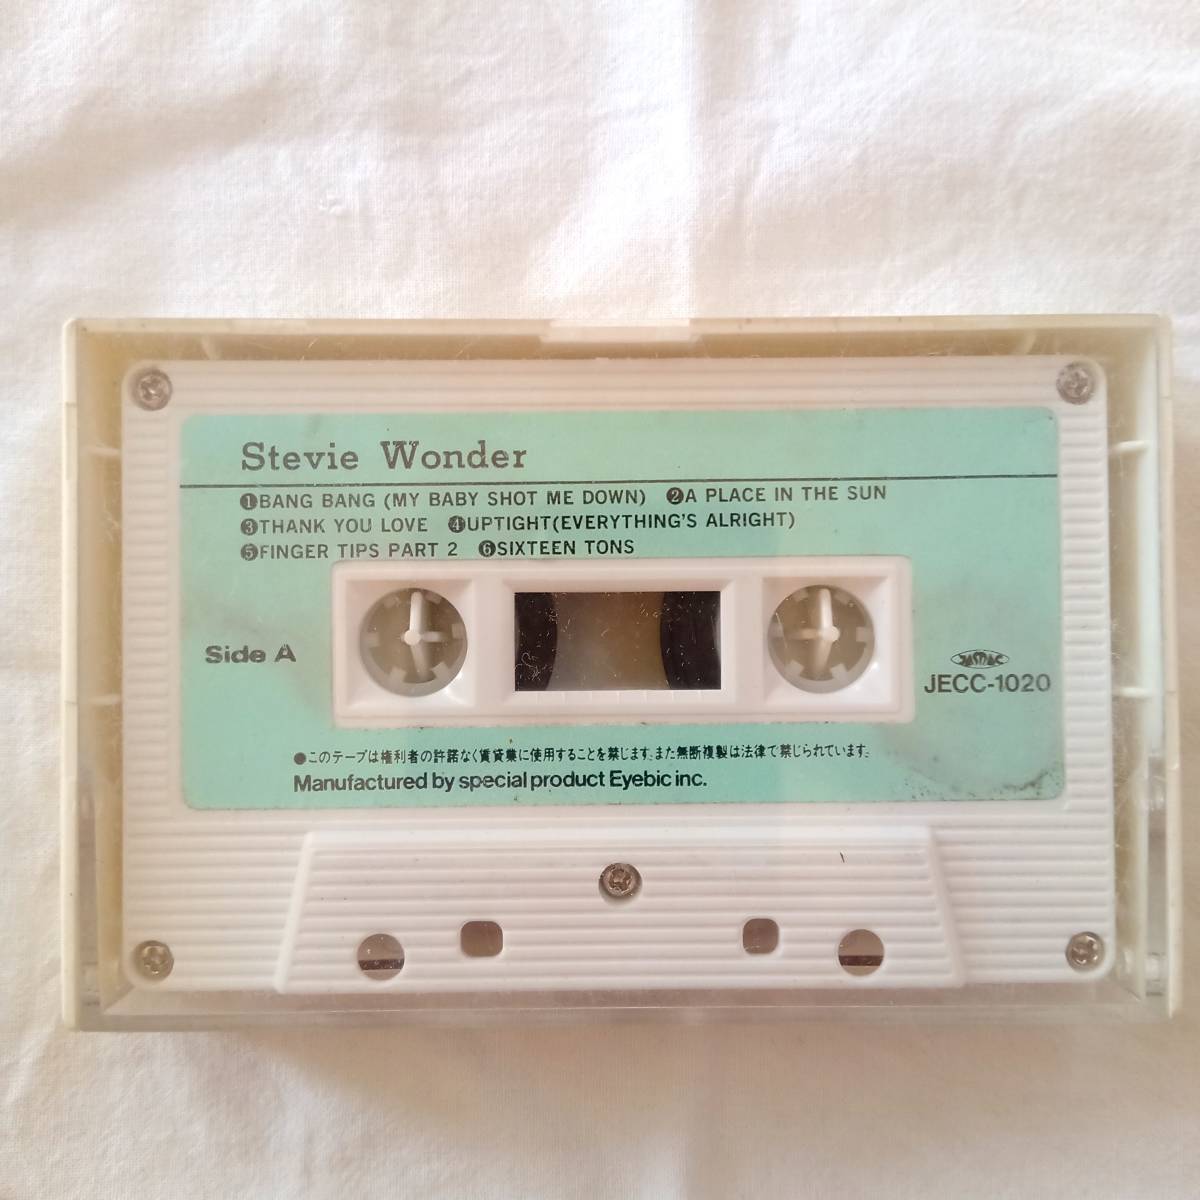 Stevie Wonder
❶BANG BANG (MY BABY SHOT ME DOWN) ❷A PLACE IN THE SUN
❸THANK YOU LOVE ❹UPTIGHT(EVERYTHING'S ALRIGHT)
❺FINGER TIPS PART 2 ❻SIXTEEN TONS
Side A
JASRAC
JECC-1020
●このテープは権利者の許諾なく賃貸業に使用することを禁じます。また無断複製は法律で禁じられています。
Manufactured by special product Eyebic inc.